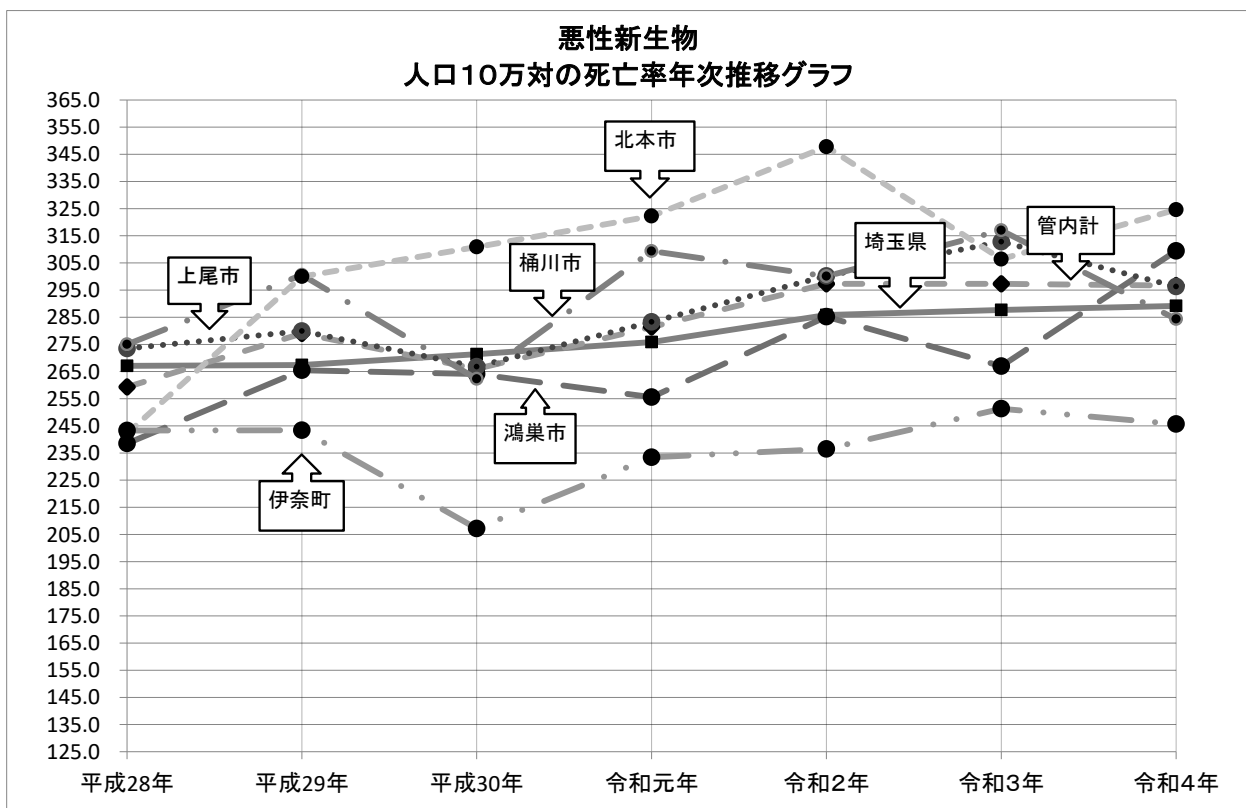 悪性新生物
人口１０万対の死亡率年次推移グラフ
365.0
355.0
345.0
335.0
325.0
315.0
305.0
295.0
285.0
275.0
265.0
255.0
245.0
235.0
225.0
215.0
205.0
195.0
185.0
175.0
165.0
155.0
145.0
135.0
125.0
北本市
管内計
埼玉県
桶川市
上尾市
鴻巣市
伊奈町
平成28年 平成29年 平成30年 令和元年 令和２年 令和３年 令和４年